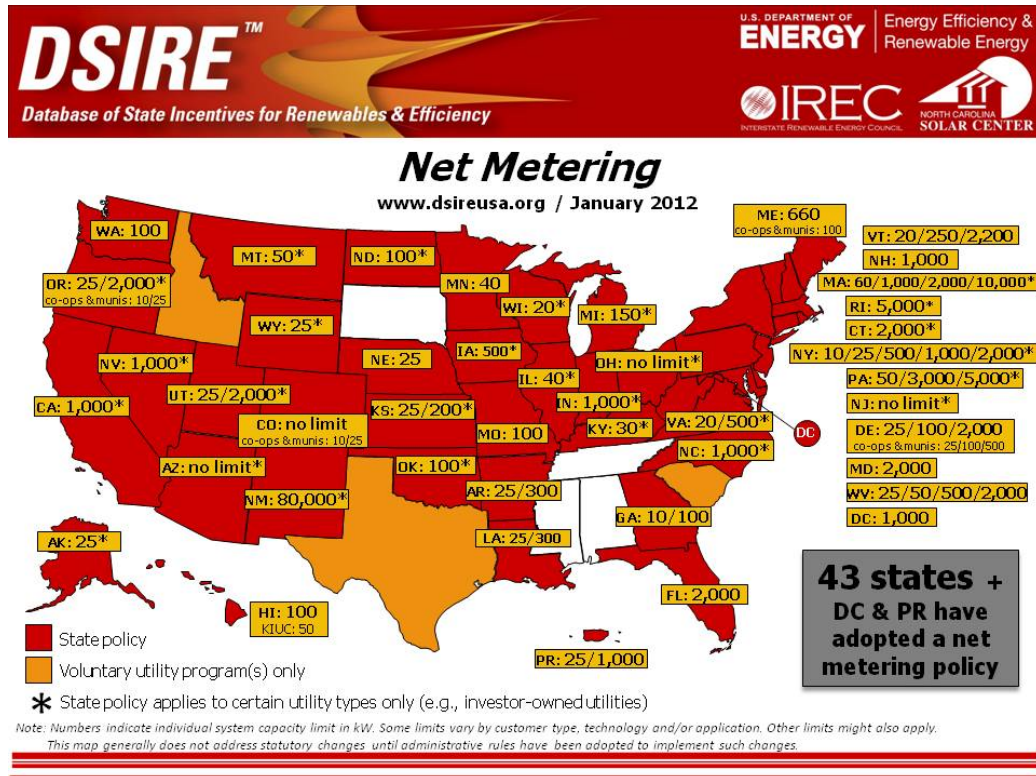 DSIRE™
Database of State Incentives for Renewables & Efficiency
U.S. DEPARTMENT OF
ENERGY
Energy Efficiency &
Renewable Energy
IREC
INTERSTATE RENEWABLE ENERGY COUNCIL
NORTH CAROLINA
SOLAR CENTER
Net Metering
www.dsireusa.org / January 2012
WA: 100
OR: 25/2,000*
co-ops & munis: 10/25
MT: 50*
ND: 100*
MN: 40
WI: 20*
MI: 150*
WY: 25*
NV: 1,000*
UT: 25/2,000*
CA: 1,000*
NE: 25
IA: 500*
IL: 40*
OH: no limit*
IN: 1,000*
CO: no limit
co-ops & munis: 10/25
KS: 25/200*
MO: 100
KY: 30*
VA: 20/500*
NC: 1,000*
DC
AZ: no limit*
NM: 80,000*
OK: 100*
AR: 25/300
LA: 25/300
GA: 10/100
FL: 2,000
AK: 25*
HI: 100
KIUC: 50
PR: 25/1,000
ME: 660
co-ops & munis: 100
VT: 20/250/2,200
NH: 1,000
MA: 60/1,000/2,000/10,000*
RI: 5,000*
CT: 2,000*
NY: 10/25/500/1,000/2,000*
PA: 50/3,000/5,000*
NJ: no limit*
DE: 25/100/2,000
co-ops & munis: 25/100/500
MD: 2,000
WV: 25/50/500/2,000
DC: 1,000
43 states +
DC & PR have
adopted a net
metering policy
State policy
Voluntary utility program(s) only
* State policy applies to certain utility types only (e.g., investor-owned utilities)
Note: Numbers indicate individual system capacity limit in kW. Some limits vary by customer type, technology and/or application. Other limits might also apply.
This map generally does not address statutory changes until administrative rules have been adopted to implement such changes.